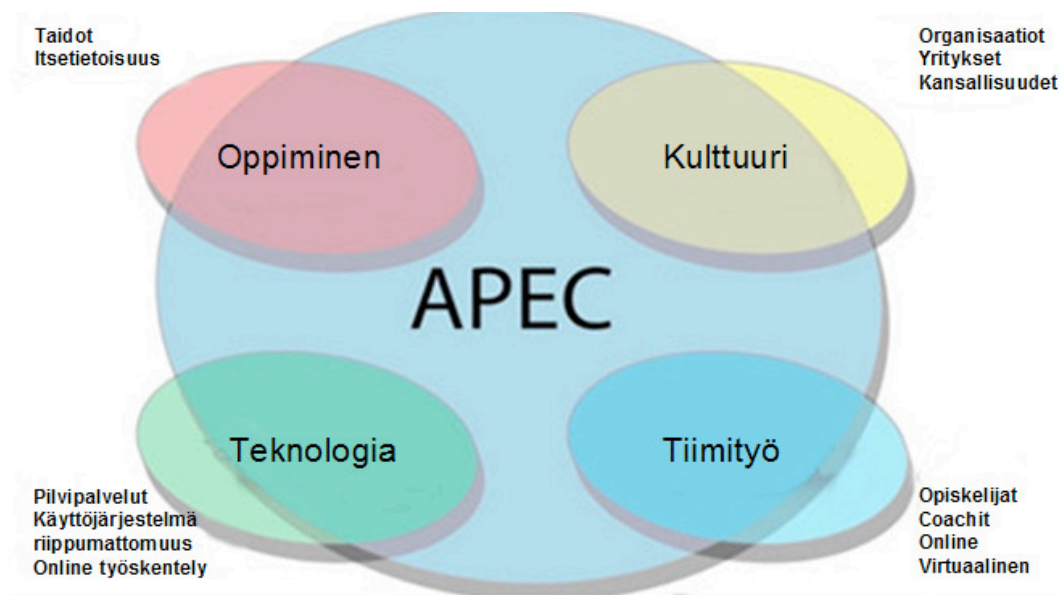 Taidot
Itsetietoisuus
Organisaatiot
Yritykset
Kansallisuudet
Oppiminen
Kulttuuri
APEC
Teknologia
Tiimityö
Pilvipalvelut
Käyttöjärjestelmä
riippumattomuus
Online työskentely
Opiskelijat
Coachit
Online
Virtuaalinen